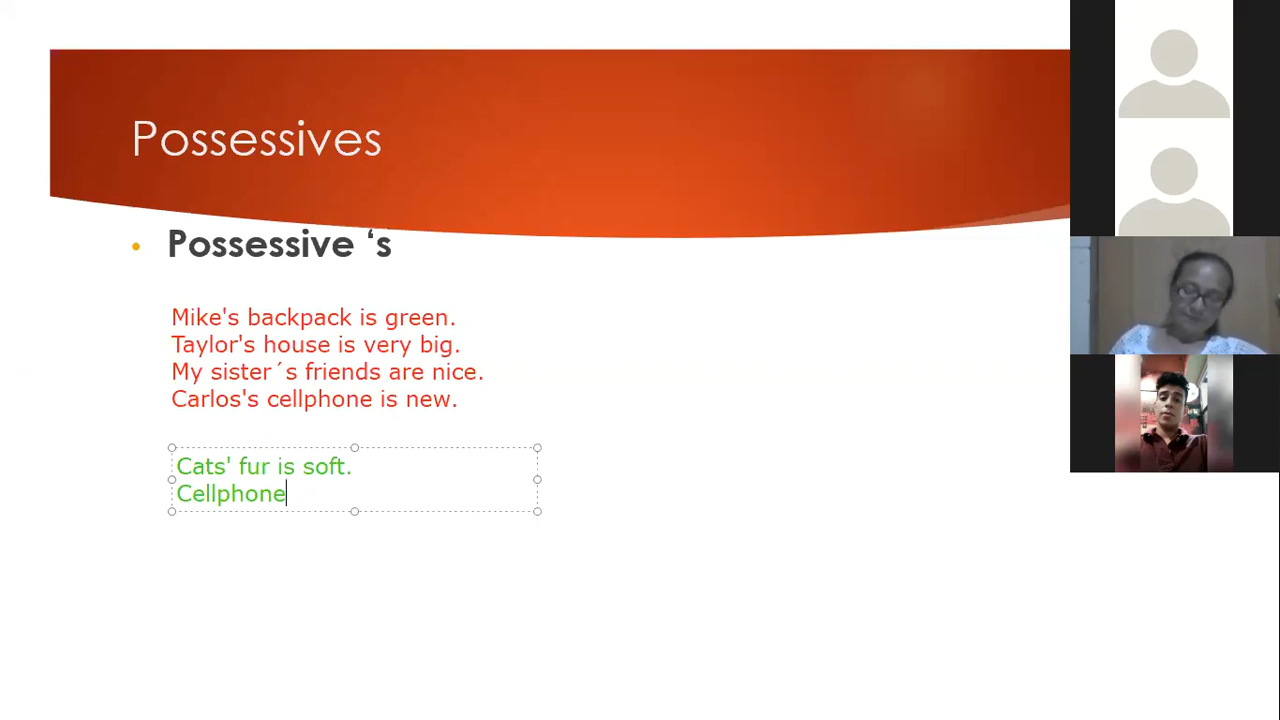 Possessives
Possessive ‘s
Mike's backpack is green.
Taylor's house is very big.
My sister´s friends are nice.
Carlos's cellphone is new.
Cats' fur is soft.
Cellphone